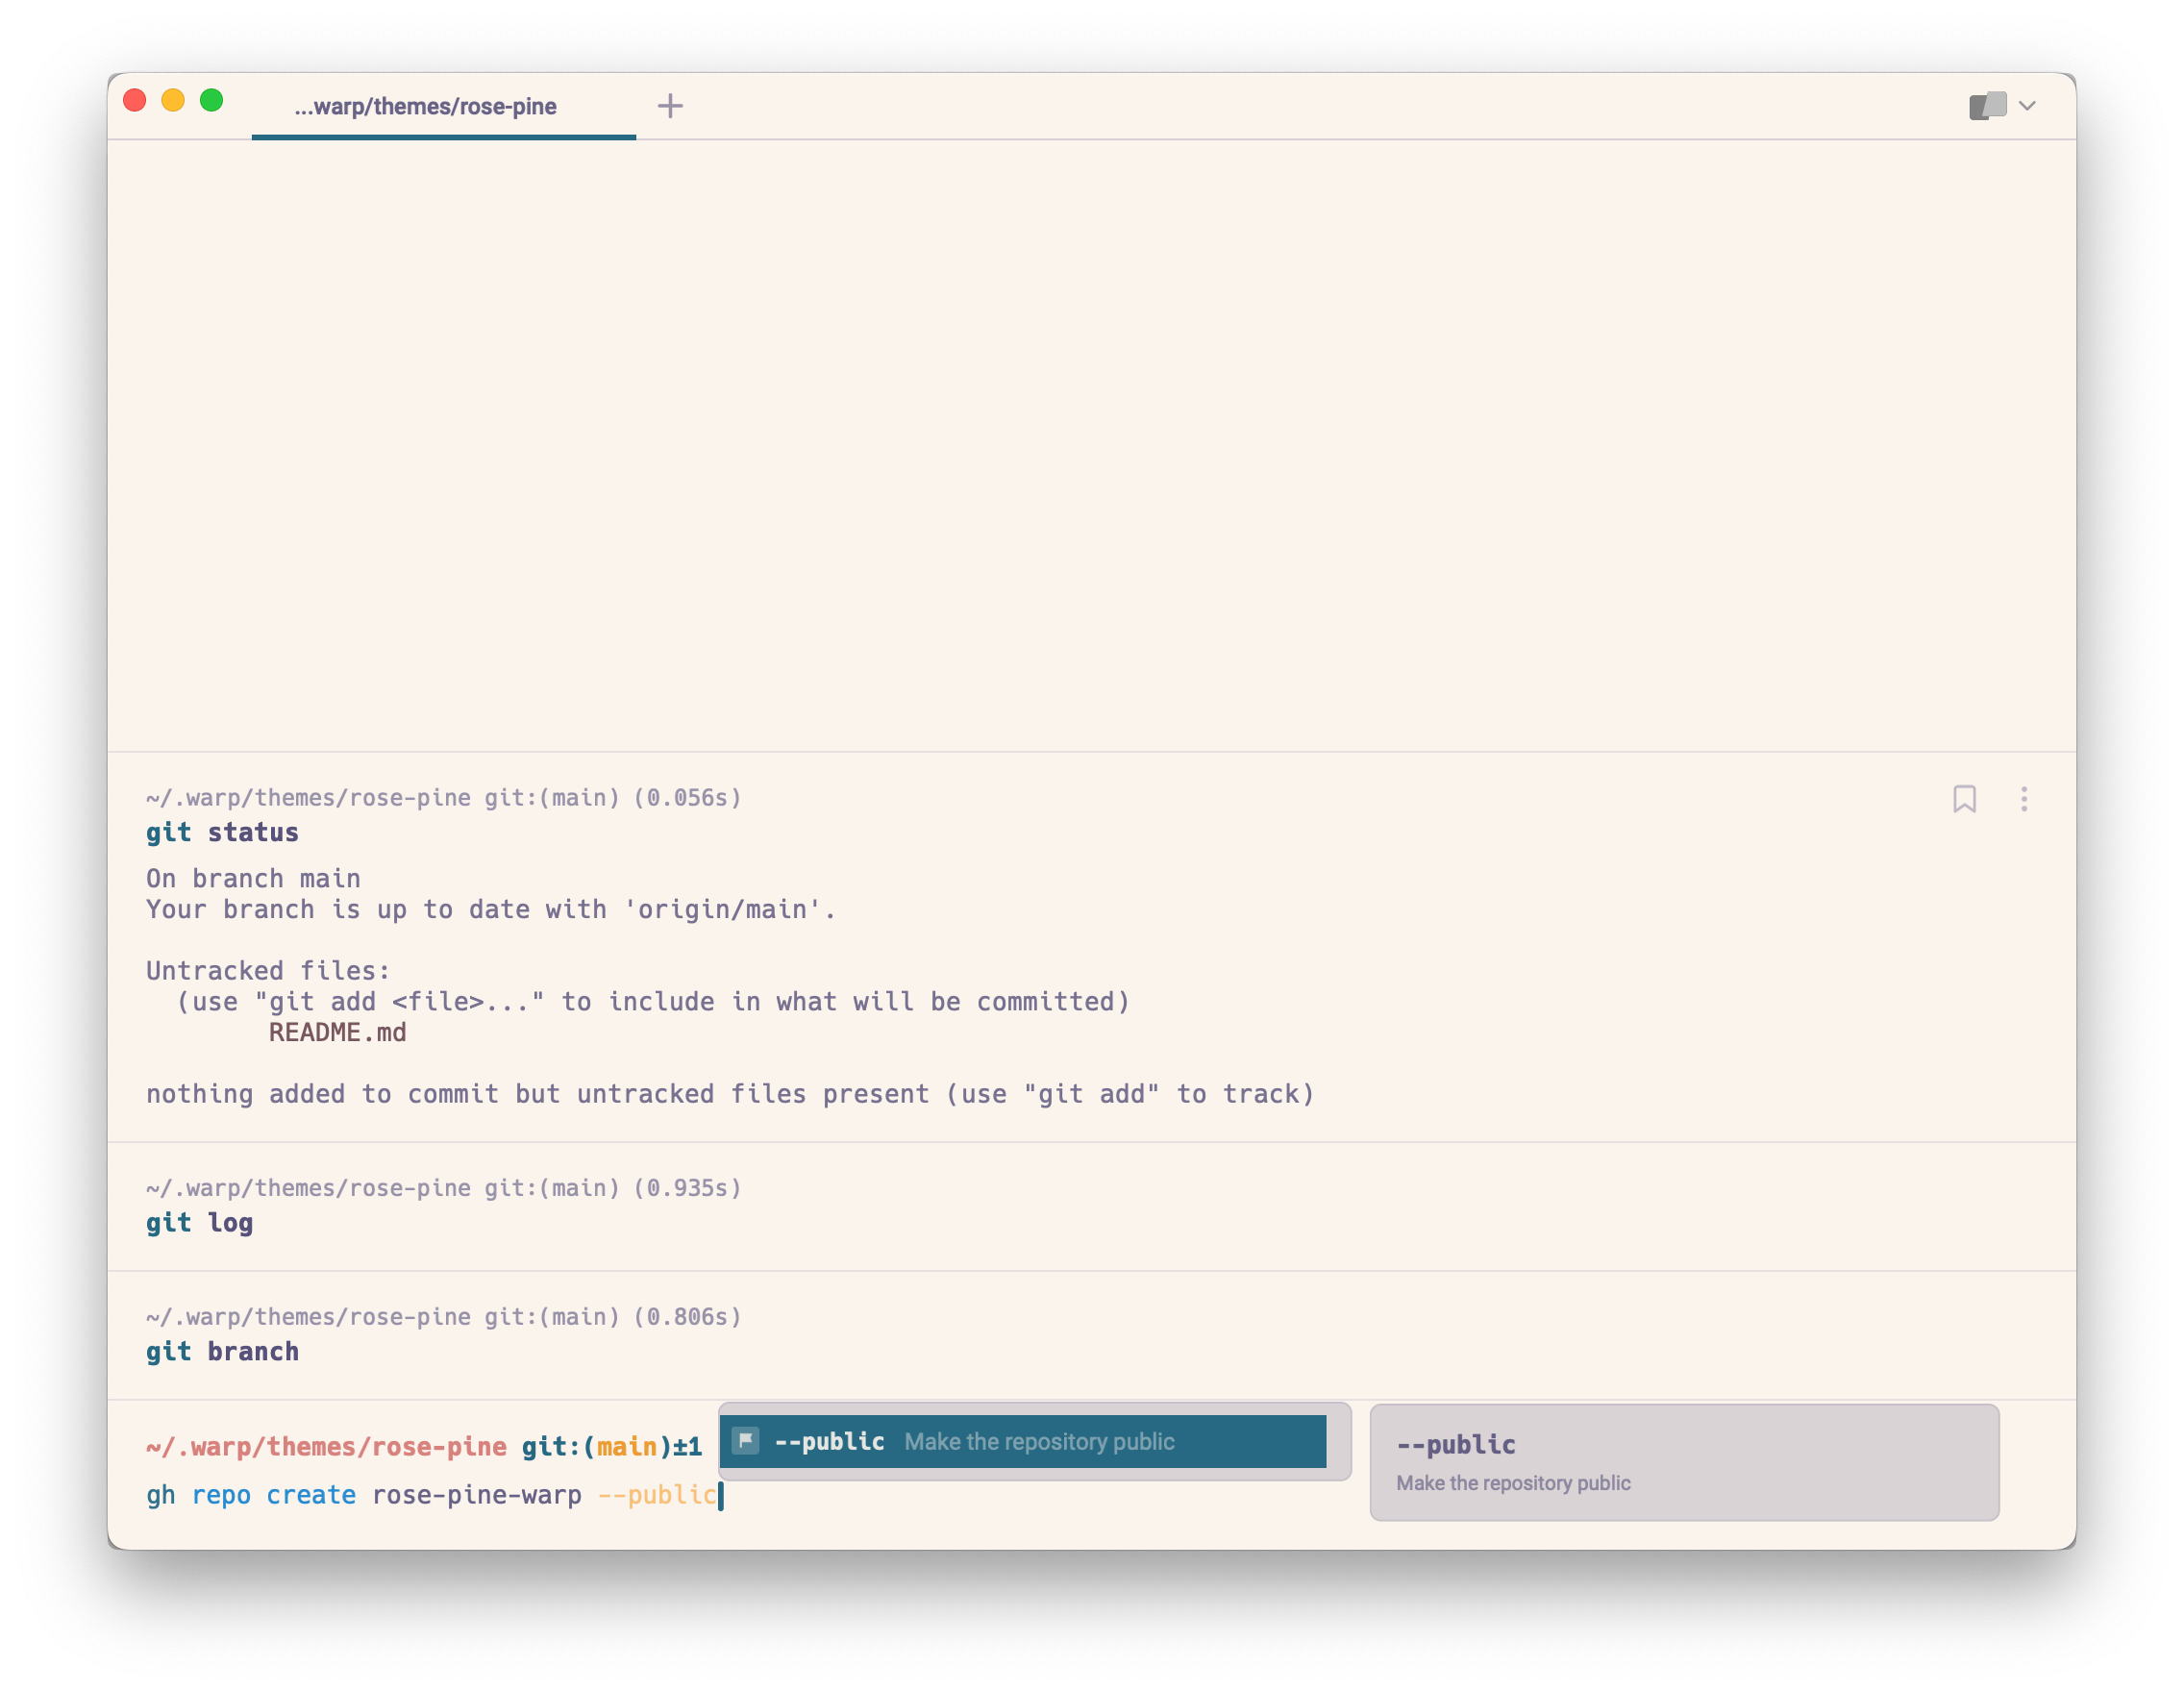 ...warp/themes/rose-pine
~/.warp/themes/rose-pine git:(main) (0.056s)
git status
On branch main
Your branch is up to date with 'origin/main'.
Untracked files:
  (use "git add <file>..." to include in what will be committed)
        README.md
nothing added to commit but untracked files present (use "git add" to track)
~/.warp/themes/rose-pine git:(main) (0.935s)
git log
~/.warp/themes/rose-pine git:(main) (0.806s)
git branch
~/.warp/themes/rose-pine git:(main)±1
--public Make the repository public
--public
Make the repository public
gh repo create rose-pine-warp --public